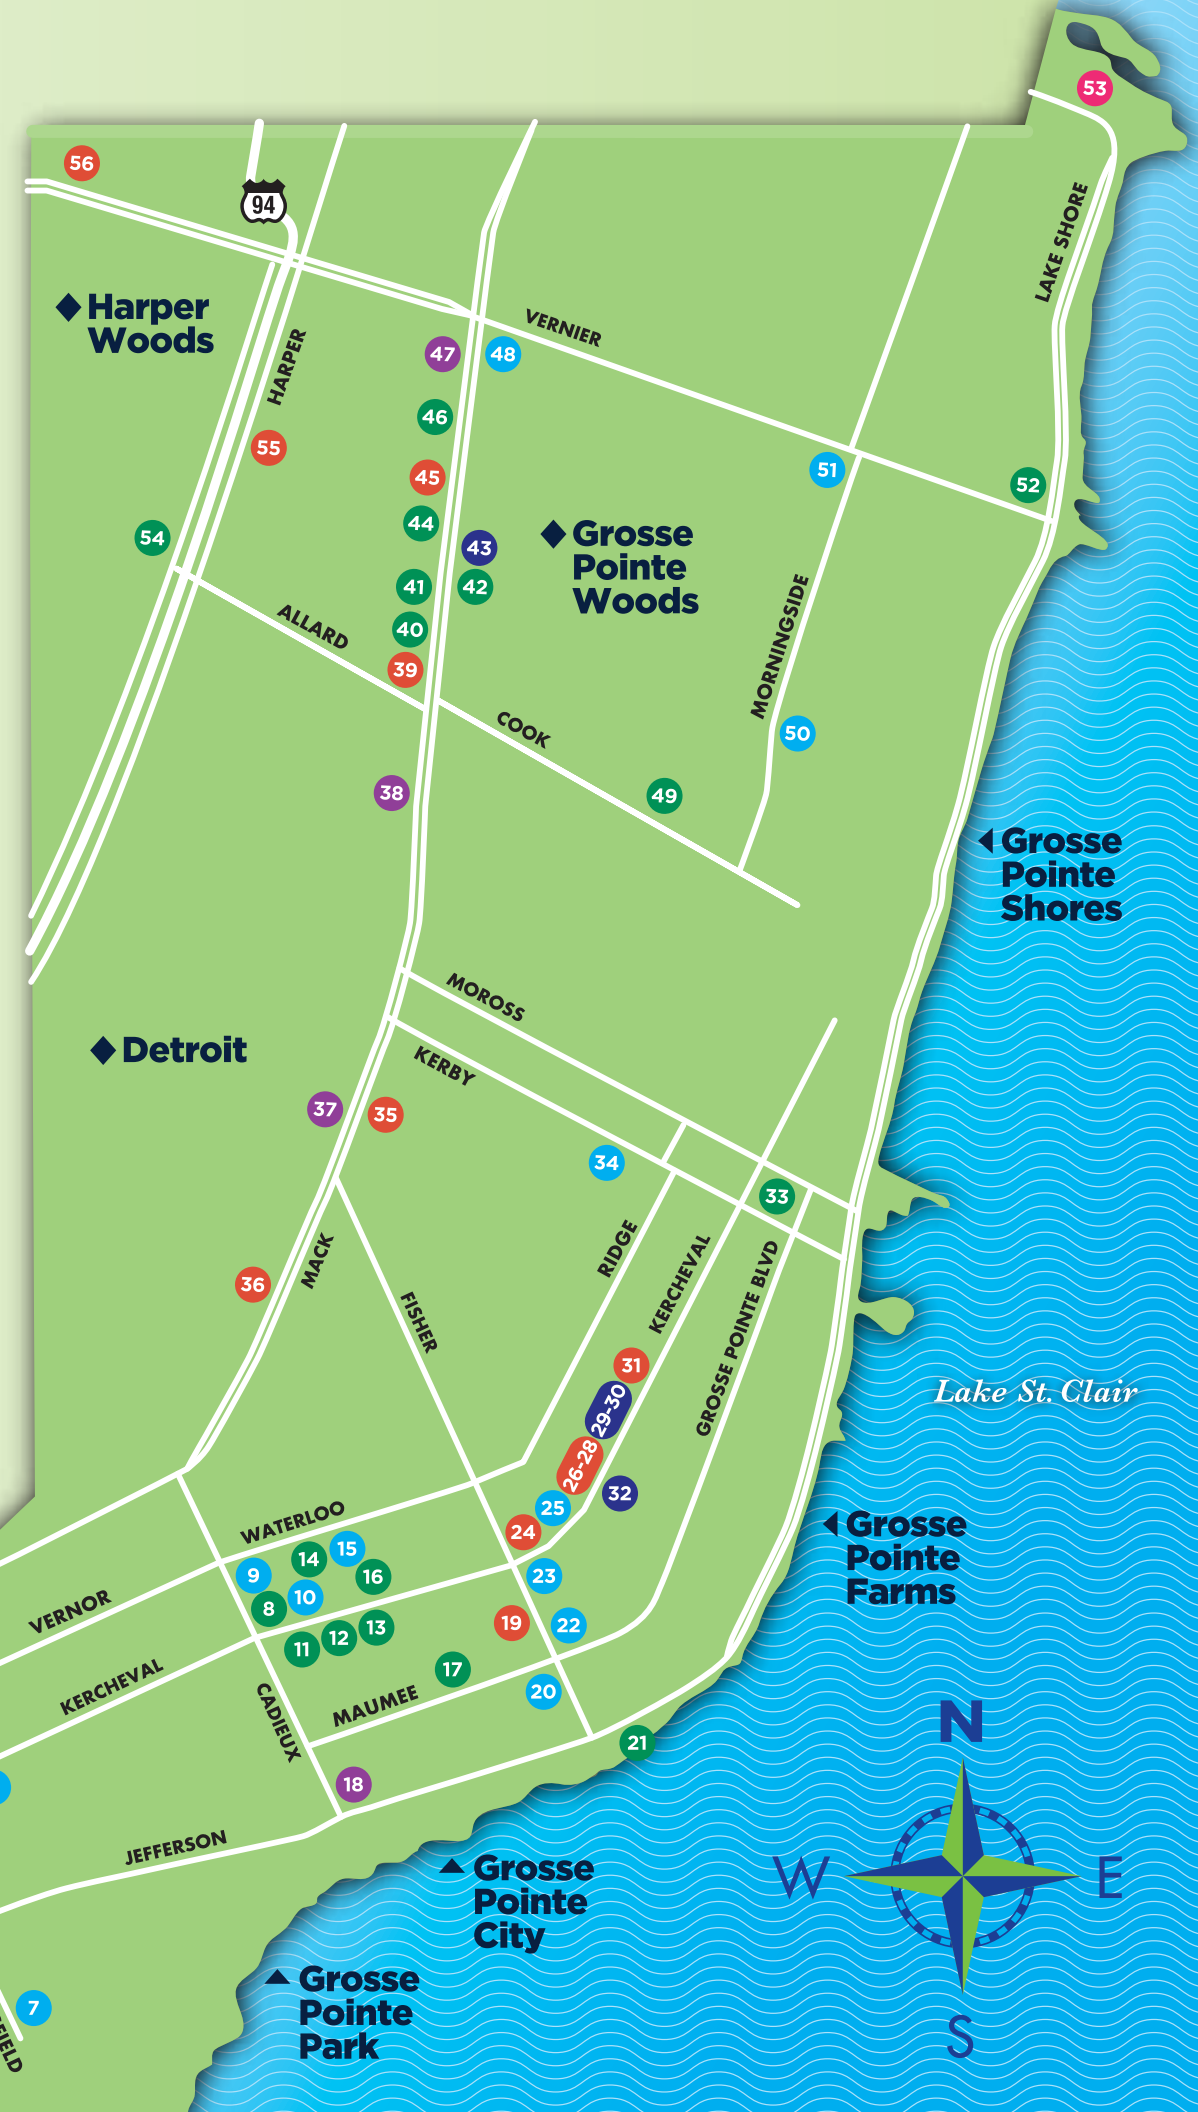 53
56
94
LAKE SHORE
Harper
Woods
VERNIER
HARPER
47
48
46
55
45
51
52
44
54
43
Grosse
Pointe
Woods
41
42
MORNINGSIDE
ALLARD
40
39
COOK
50
38
49
Grosse
Pointe
Shores
MOROSS
Detroit
KERBY
37
35
34
33
RIDGE
KERCHEVAL
GROSSE POINTE BLVD
MACK
36
FISHER
31
29-30
Lake St. Clair
26-28
32
25
24
WATERLOO
Grosse
Pointe
Farms
15
14
9
16
23
10
8
VERNOR
13
12
11
19
22
KERCHEVAL
17
CADIEUX
MAUMEE
20
21
N
18
JEFFERSON
W
E
Grosse
Pointe
City
Grosse
Pointe
Park
7
S